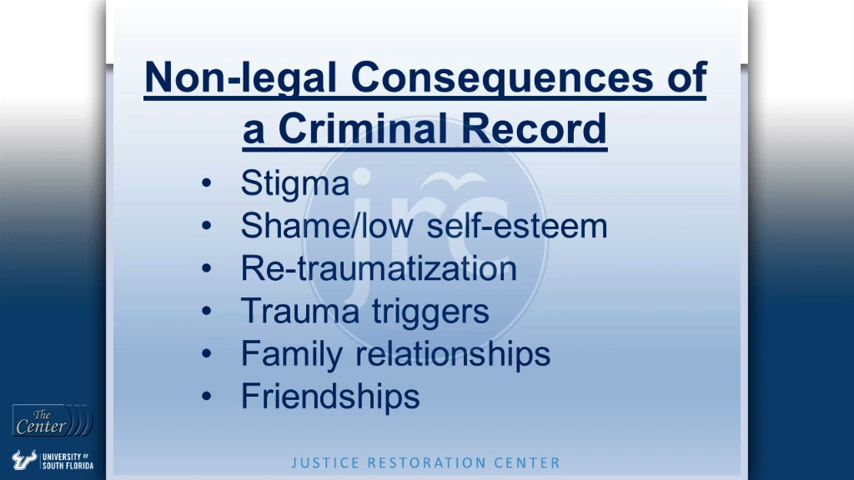 Non-legal Consequences of
a Criminal Record
• Stigma
• Shame/low self-esteem
• Re-traumatization
• Trauma triggers
• Family relationships
• Friendships
jrc
The
Center
UNIVERSITY OF
SOUTH FLORIDA
JUSTICE RESTORATION CENTER